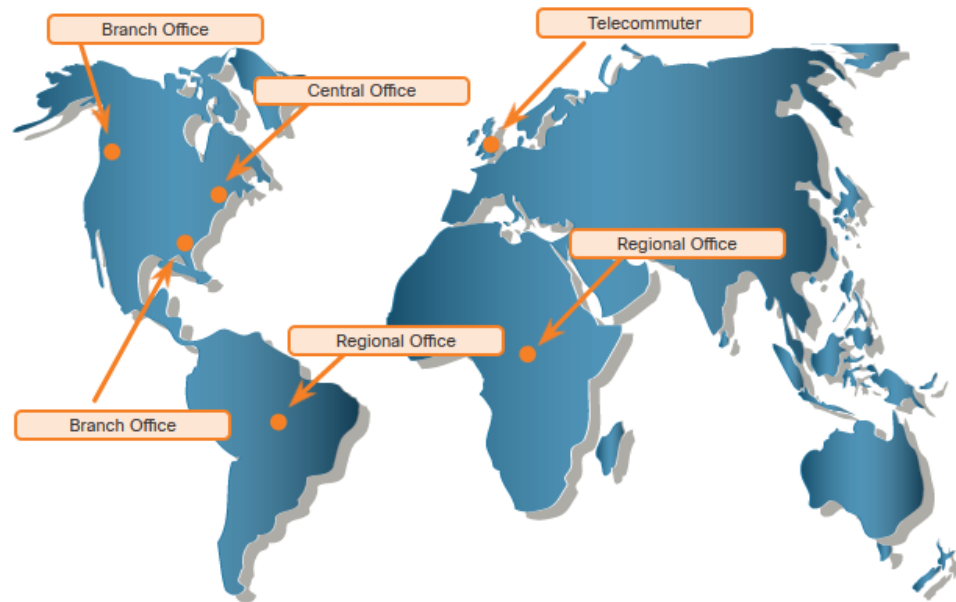 Branch Office
Telecommuter
Central Office
Regional Office
Regional Office
Branch Office